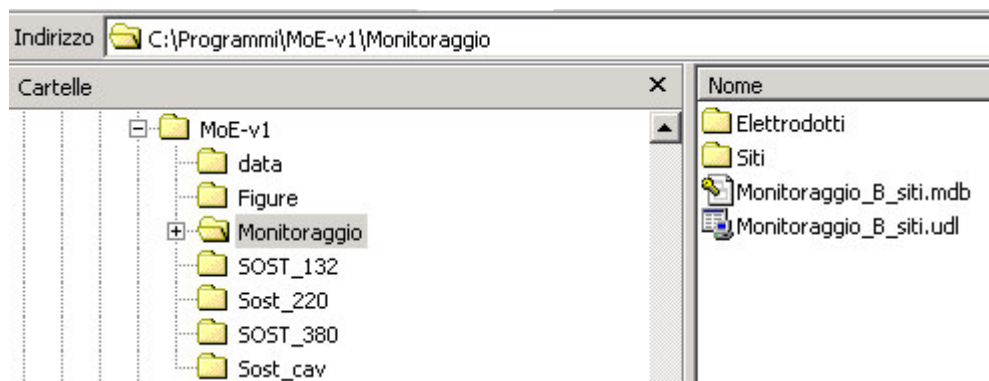 Indirizzo C:\Programmi\MoE-v1\Monitoraggio
Cartelle
MoE-v1
data
Figure
Monitoraggio
SOST_132
Sost_220
SOST_380
Sost_cav
Nome
Elettrodotti
Siti
Monitoraggio_B_siti.mdb
Monitoraggio_B_siti.udl